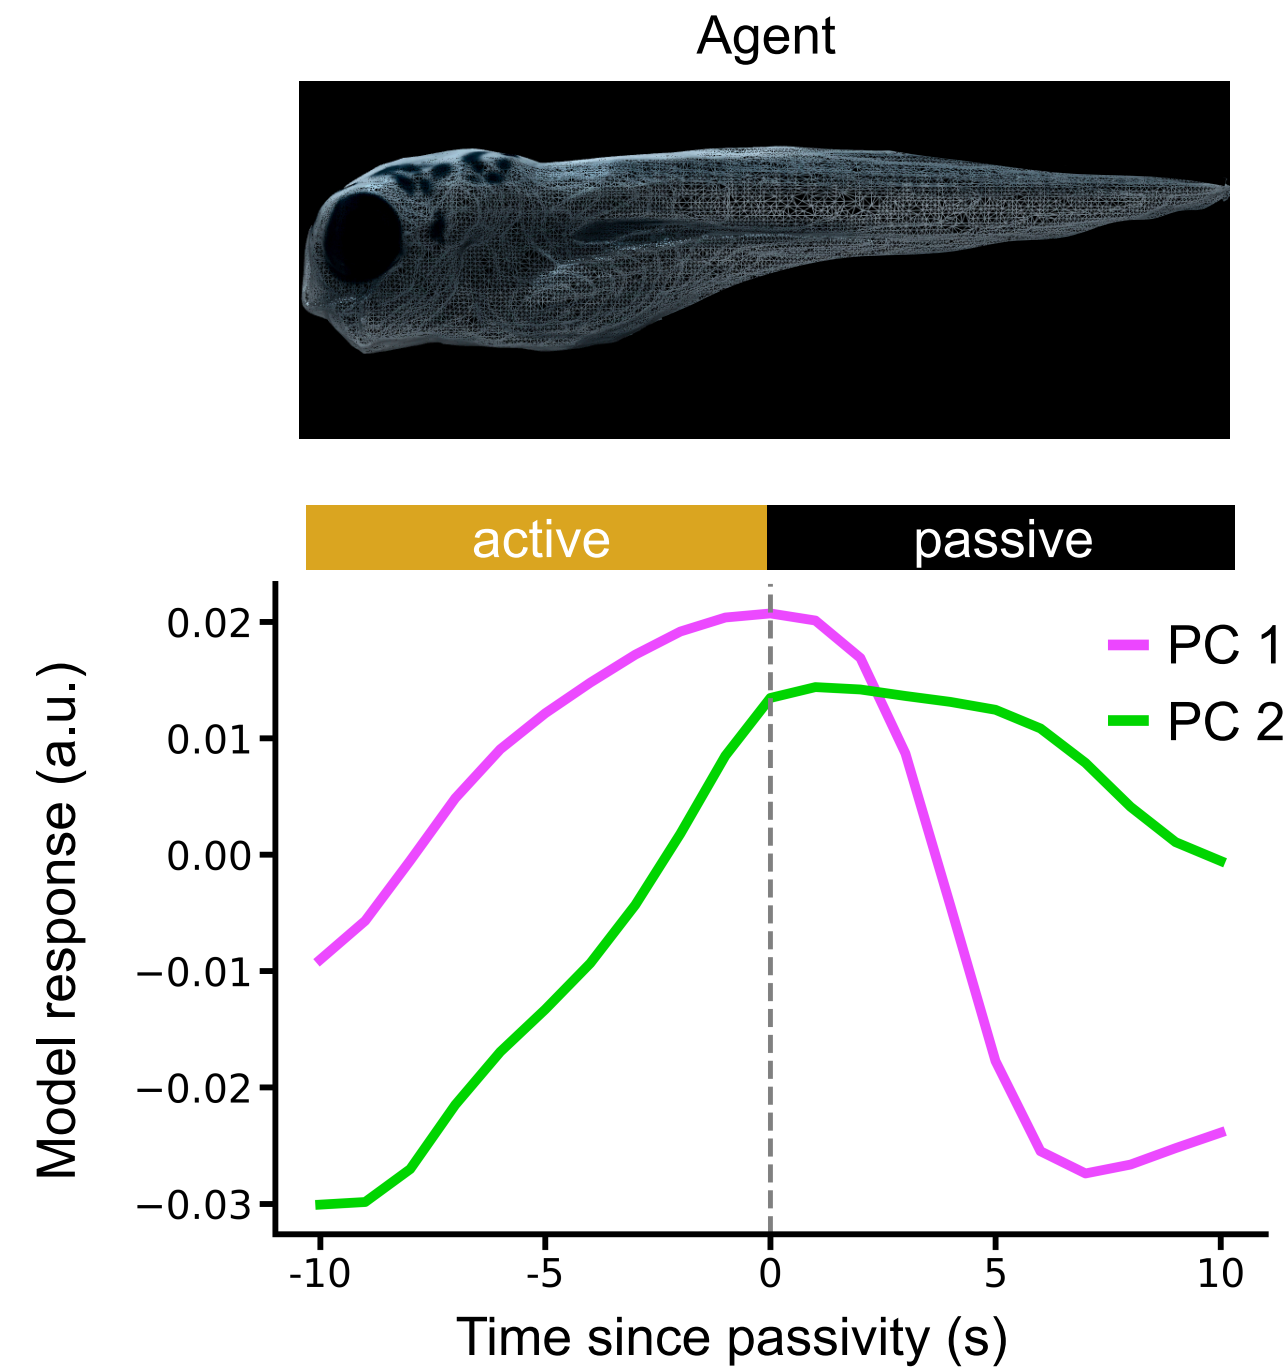 Agent
active
passive
PC 1
PC 2
Model response (a.u.)
0.02
0.01
0.00
−0.01
−0.02
−0.03
-10
-5
0
5
10
Time since passivity (s)